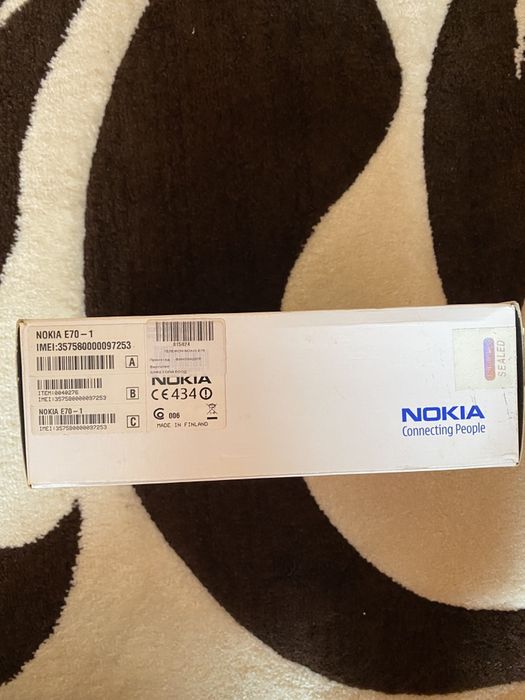 NOKIA E70-1
IMEI:357580000097253
A
ITEM:0040276
IMEI:357580000097253
B
NOKIA E70-1
IMEI:357580000097253
C
815824
NOKIA
CE434
006
MADE IN FINLAND
NOKIA
Connecting People
SEALED